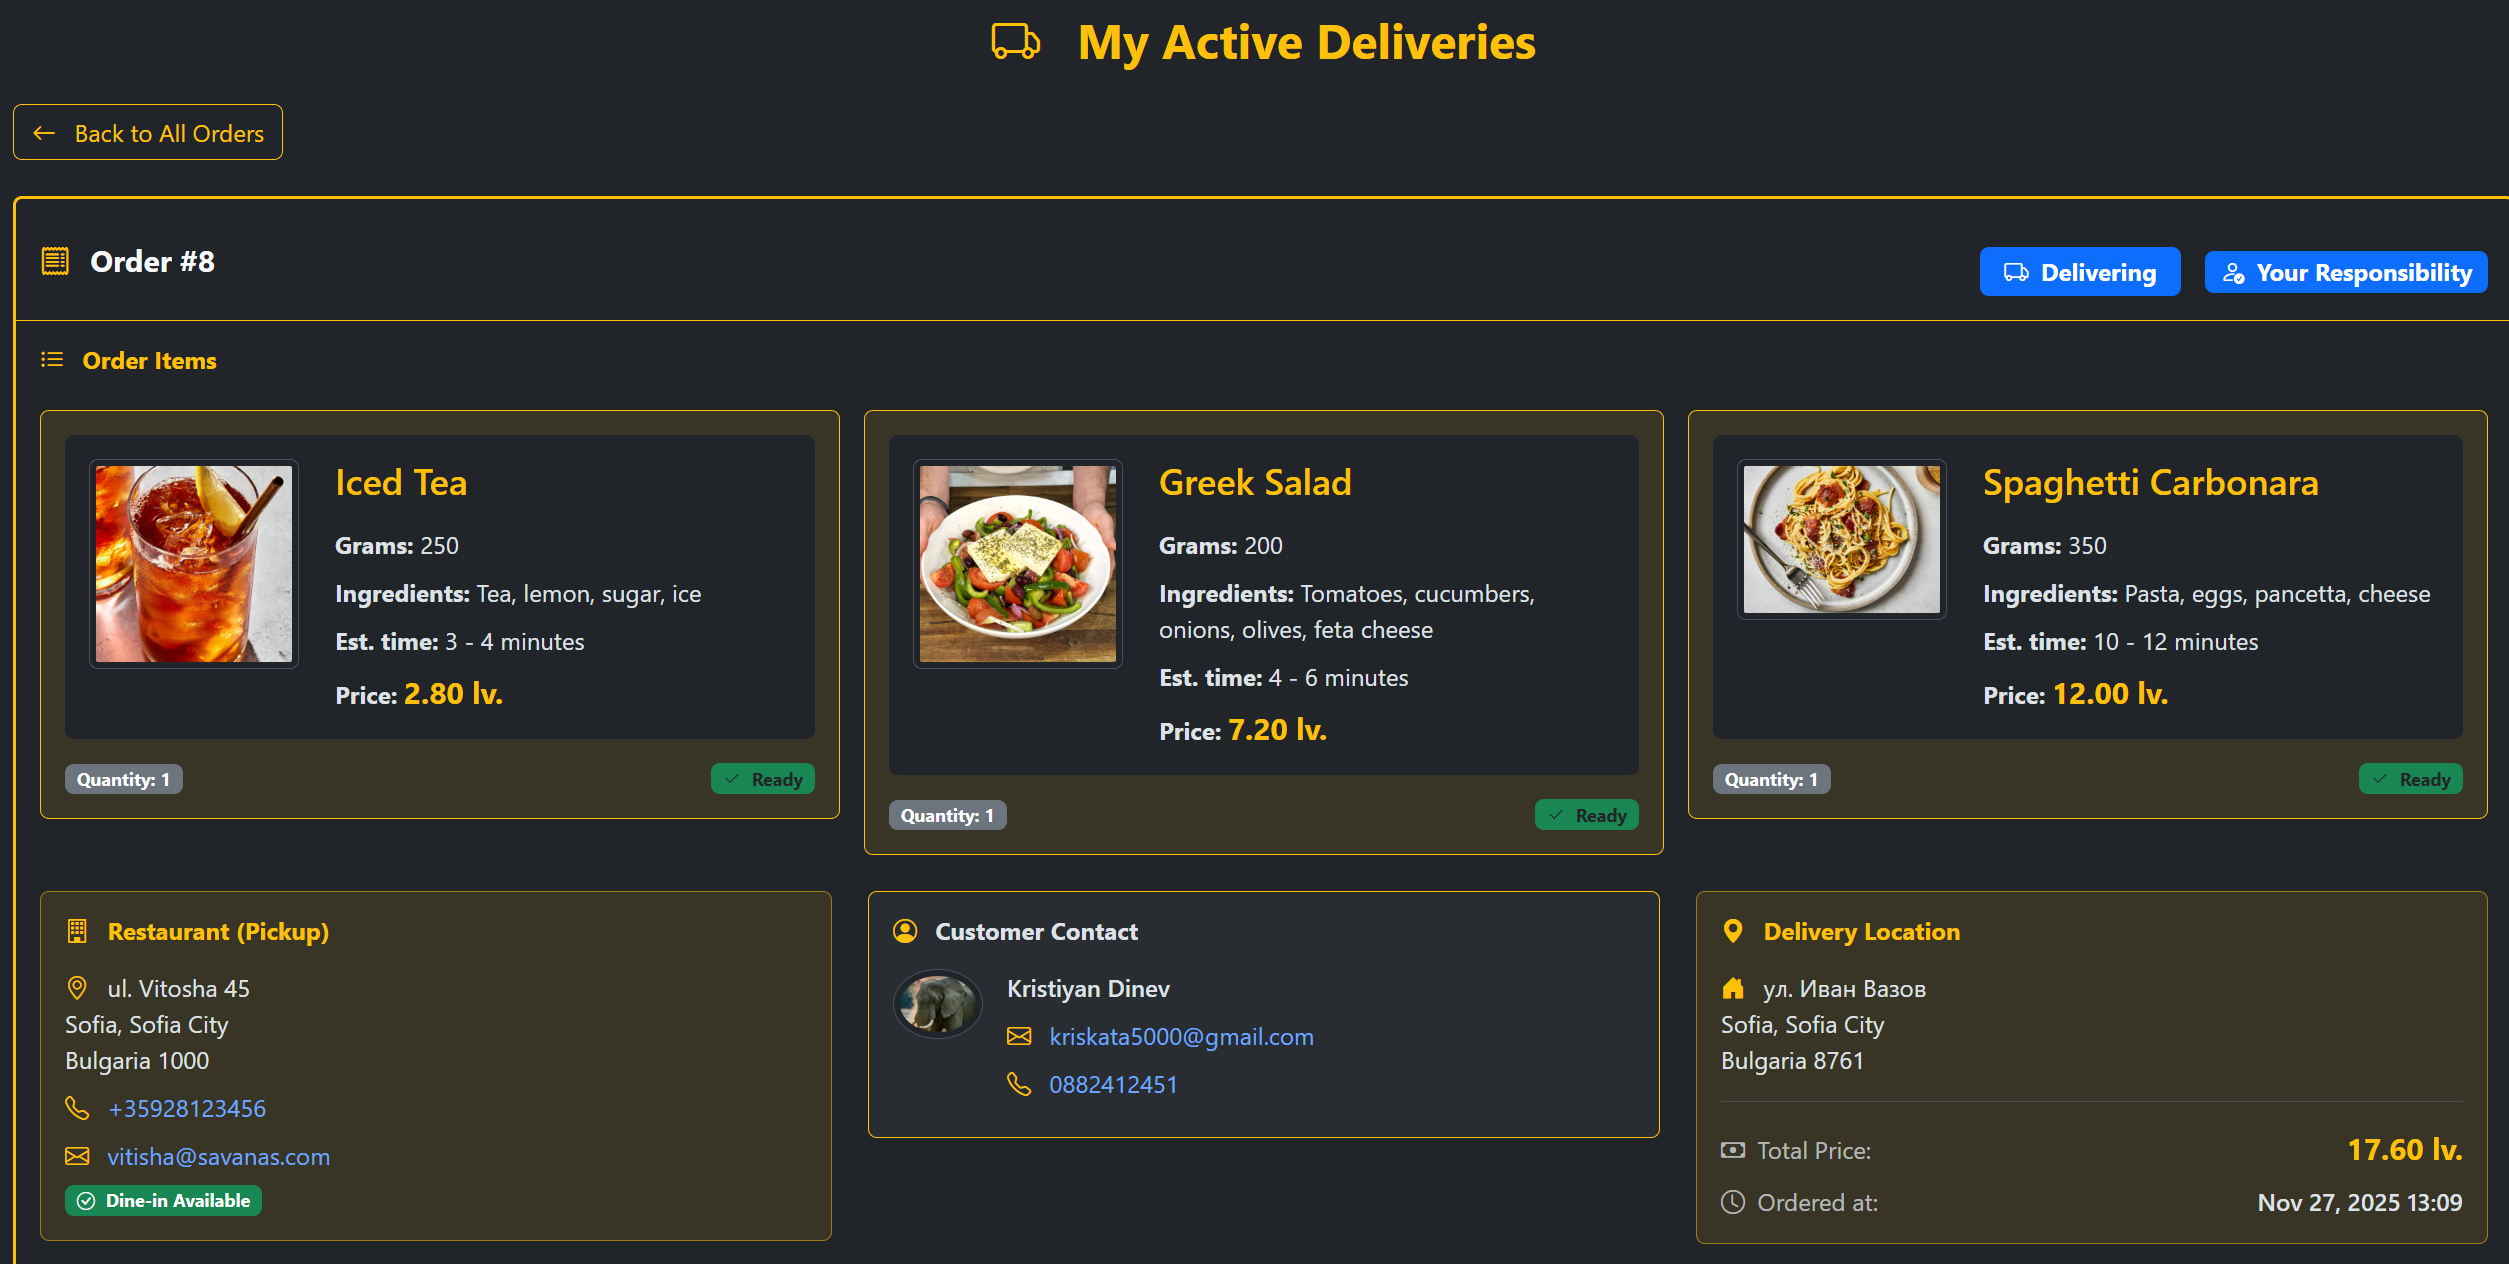 My Active Deliveries
Back to All Orders
Order #8
Delivering
Your Responsibility
Order Items
Iced Tea
Grams: 250
Ingredients: Tea, lemon, sugar, ice
Est. time: 3 - 4 minutes
Price: 2.80 lv.
Quantity: 1
Ready
Greek Salad
Grams: 200
Ingredients: Tomatoes, cucumbers,
onions, olives, feta cheese
Est. time: 4 - 6 minutes
Price: 7.20 lv.
Quantity: 1
Ready
Spaghetti Carbonara
Grams: 350
Ingredients: Pasta, eggs, pancetta, cheese
Est. time: 10 - 12 minutes
Price: 12.00 lv.
Quantity: 1
Ready
Restaurant (Pickup)
ul. Vitosha 45
Sofia, Sofia City
Bulgaria 1000
+35928123456
vitisha@savanas.com
Dine-in Available
Customer Contact
Kristiyan Dinev
kriskata5000@gmail.com
0882412451
Delivery Location
ул. Иван Вазов
Sofia, Sofia City
Bulgaria 8761
Total Price: 17.60 lv.
Ordered at: Nov 27, 2025 13:09